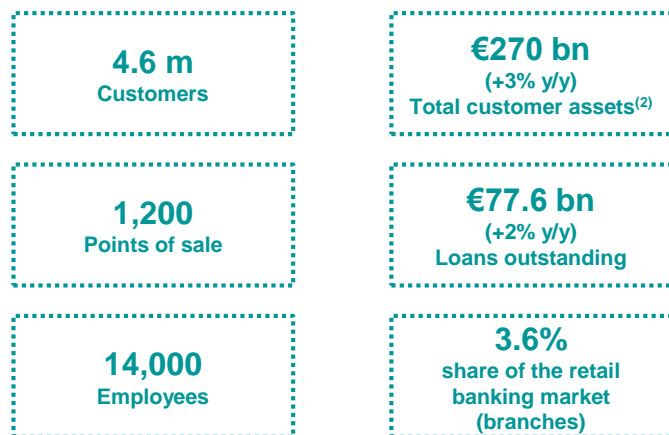 4.6 m
Customers
€270 bn
(+3% y/y)
Total customer assets(2)
1,200
Points of sale
€77.6 bn
(+2% y/y)
Loans outstanding
14,000
Employees
3.6%
share of the retail
banking market
(branches)